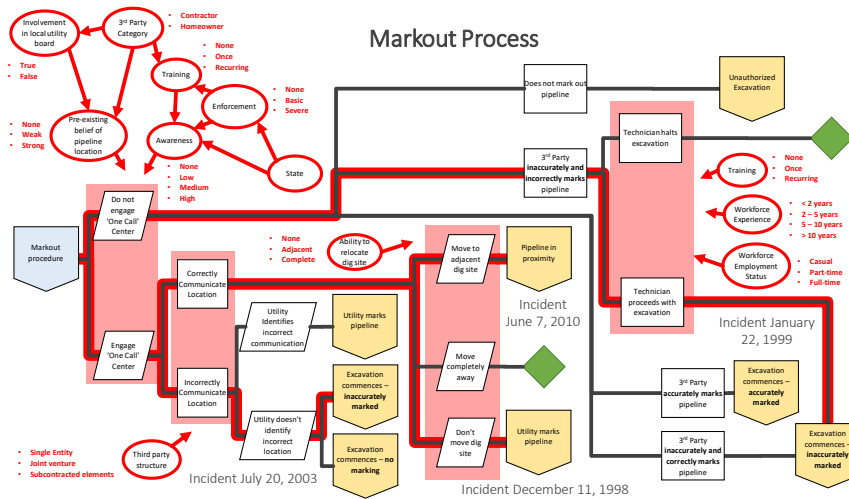 Markout Process
Involvement
in local utility
board
3rd Party
Category
• Contractor
• Homeowner
• True
• False
Training
• None
• Once
• Recurring
Enforcement
• None
• Basic
• Severe
Pre-existing
belief of
pipeline
location
• None
• Weak
• Strong
Awareness
• None
• Low
• Medium
• High
State
Does not mark out
pipeline
Unauthorized
Excavation
Technician halts
excavation
3rd Party
inaccurately and
incorrectly marks
pipeline
Training
• None
• Once
• Recurring
Workforce
Experience
• < 2 years
• 2 – 5 years
• 5 – 10 years
• > 10 years
Workforce
Employment
Status
• Casual
• Part-time
• Full-time
Do not
engage
'One Call'
Center
Markout
procedure
• None
• Adjacent
• Complete
Ability to
relocate
dig site
Move to
adjacent
dig site
Pipeline in
proximity
Correctly
Communicate
Location
Utility
Identifies
incorrect
communication
Utility marks
pipeline
Incident
June 7, 2010
Technician
proceeds with
excavation
Incident January
22, 1999
Engage
'One Call'
Center
Incorrectly
Communicate
Location
Move
completely
away
Excavation
commences –
inaccurately
marked
3rd Party
accurately marks
pipeline
Excavation
commences –
accurately
marked
Utility doesn't
identify
incorrect
location
Don't
move dig
site
Utility marks
pipeline
3rd Party
inaccurately
and correctly
marks
pipeline
Excavation
commences -
inaccurately
marked
Excavation
commences – no
marking
Third party
structure
• Single Entity
• Joint venture
• Subcontracted elements
Incident July 20, 2003
Incident December 11, 1998